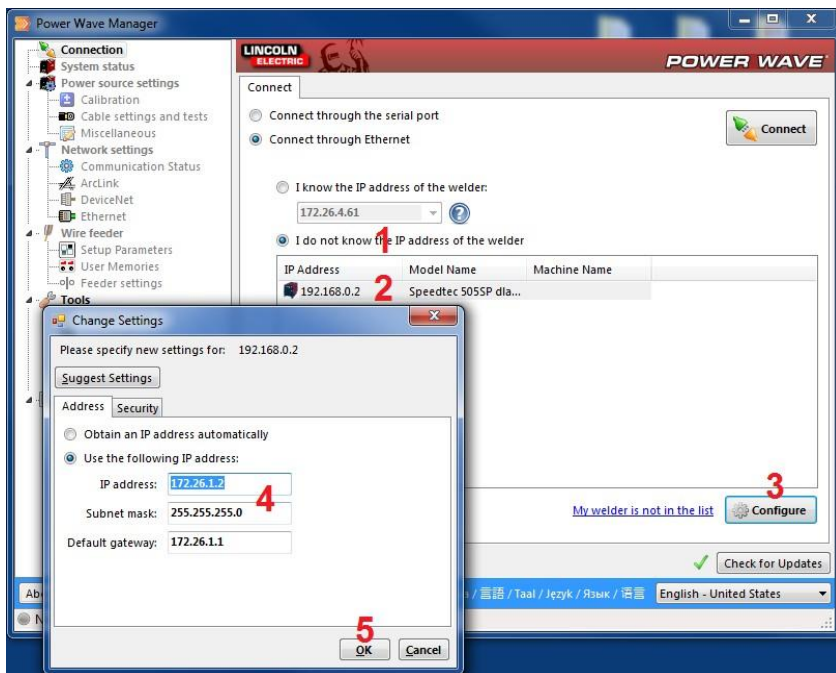 Power Wave Manager
Connection
System status
Power source settings
Calibration
Cable settings and tests
Miscellaneous
Network settings
Communication Status
ArcLink
DeviceNet
Ethernet
Wire feeder
Setup Parameters
User Memories
Feeder settings
Tools
LINCOLN
ELECTRIC
POWER WAVE
Connect
Connect through the serial port
Connect through Ethernet
Connect
I know the IP address of the welder:
172.26.4.61
1
I do not know the IP address of the welder
IP Address Model Name Machine Name
192.168.0.2 2 Speedtec 505SP dla...
Change Settings
Please specify new settings for: 192.168.0.2
Suggest Settings
Address Security
Obtain an IP address automatically
Use the following IP address:
IP address: 172.26.1.2
4
Subnet mask: 255.255.255.0
Default gateway: 172.26.1.1
5
OK Cancel
3
My welder is not in the list Configure
Check for Updates
/ 言語 / Taal / Język / Язык / 语言 English - United States